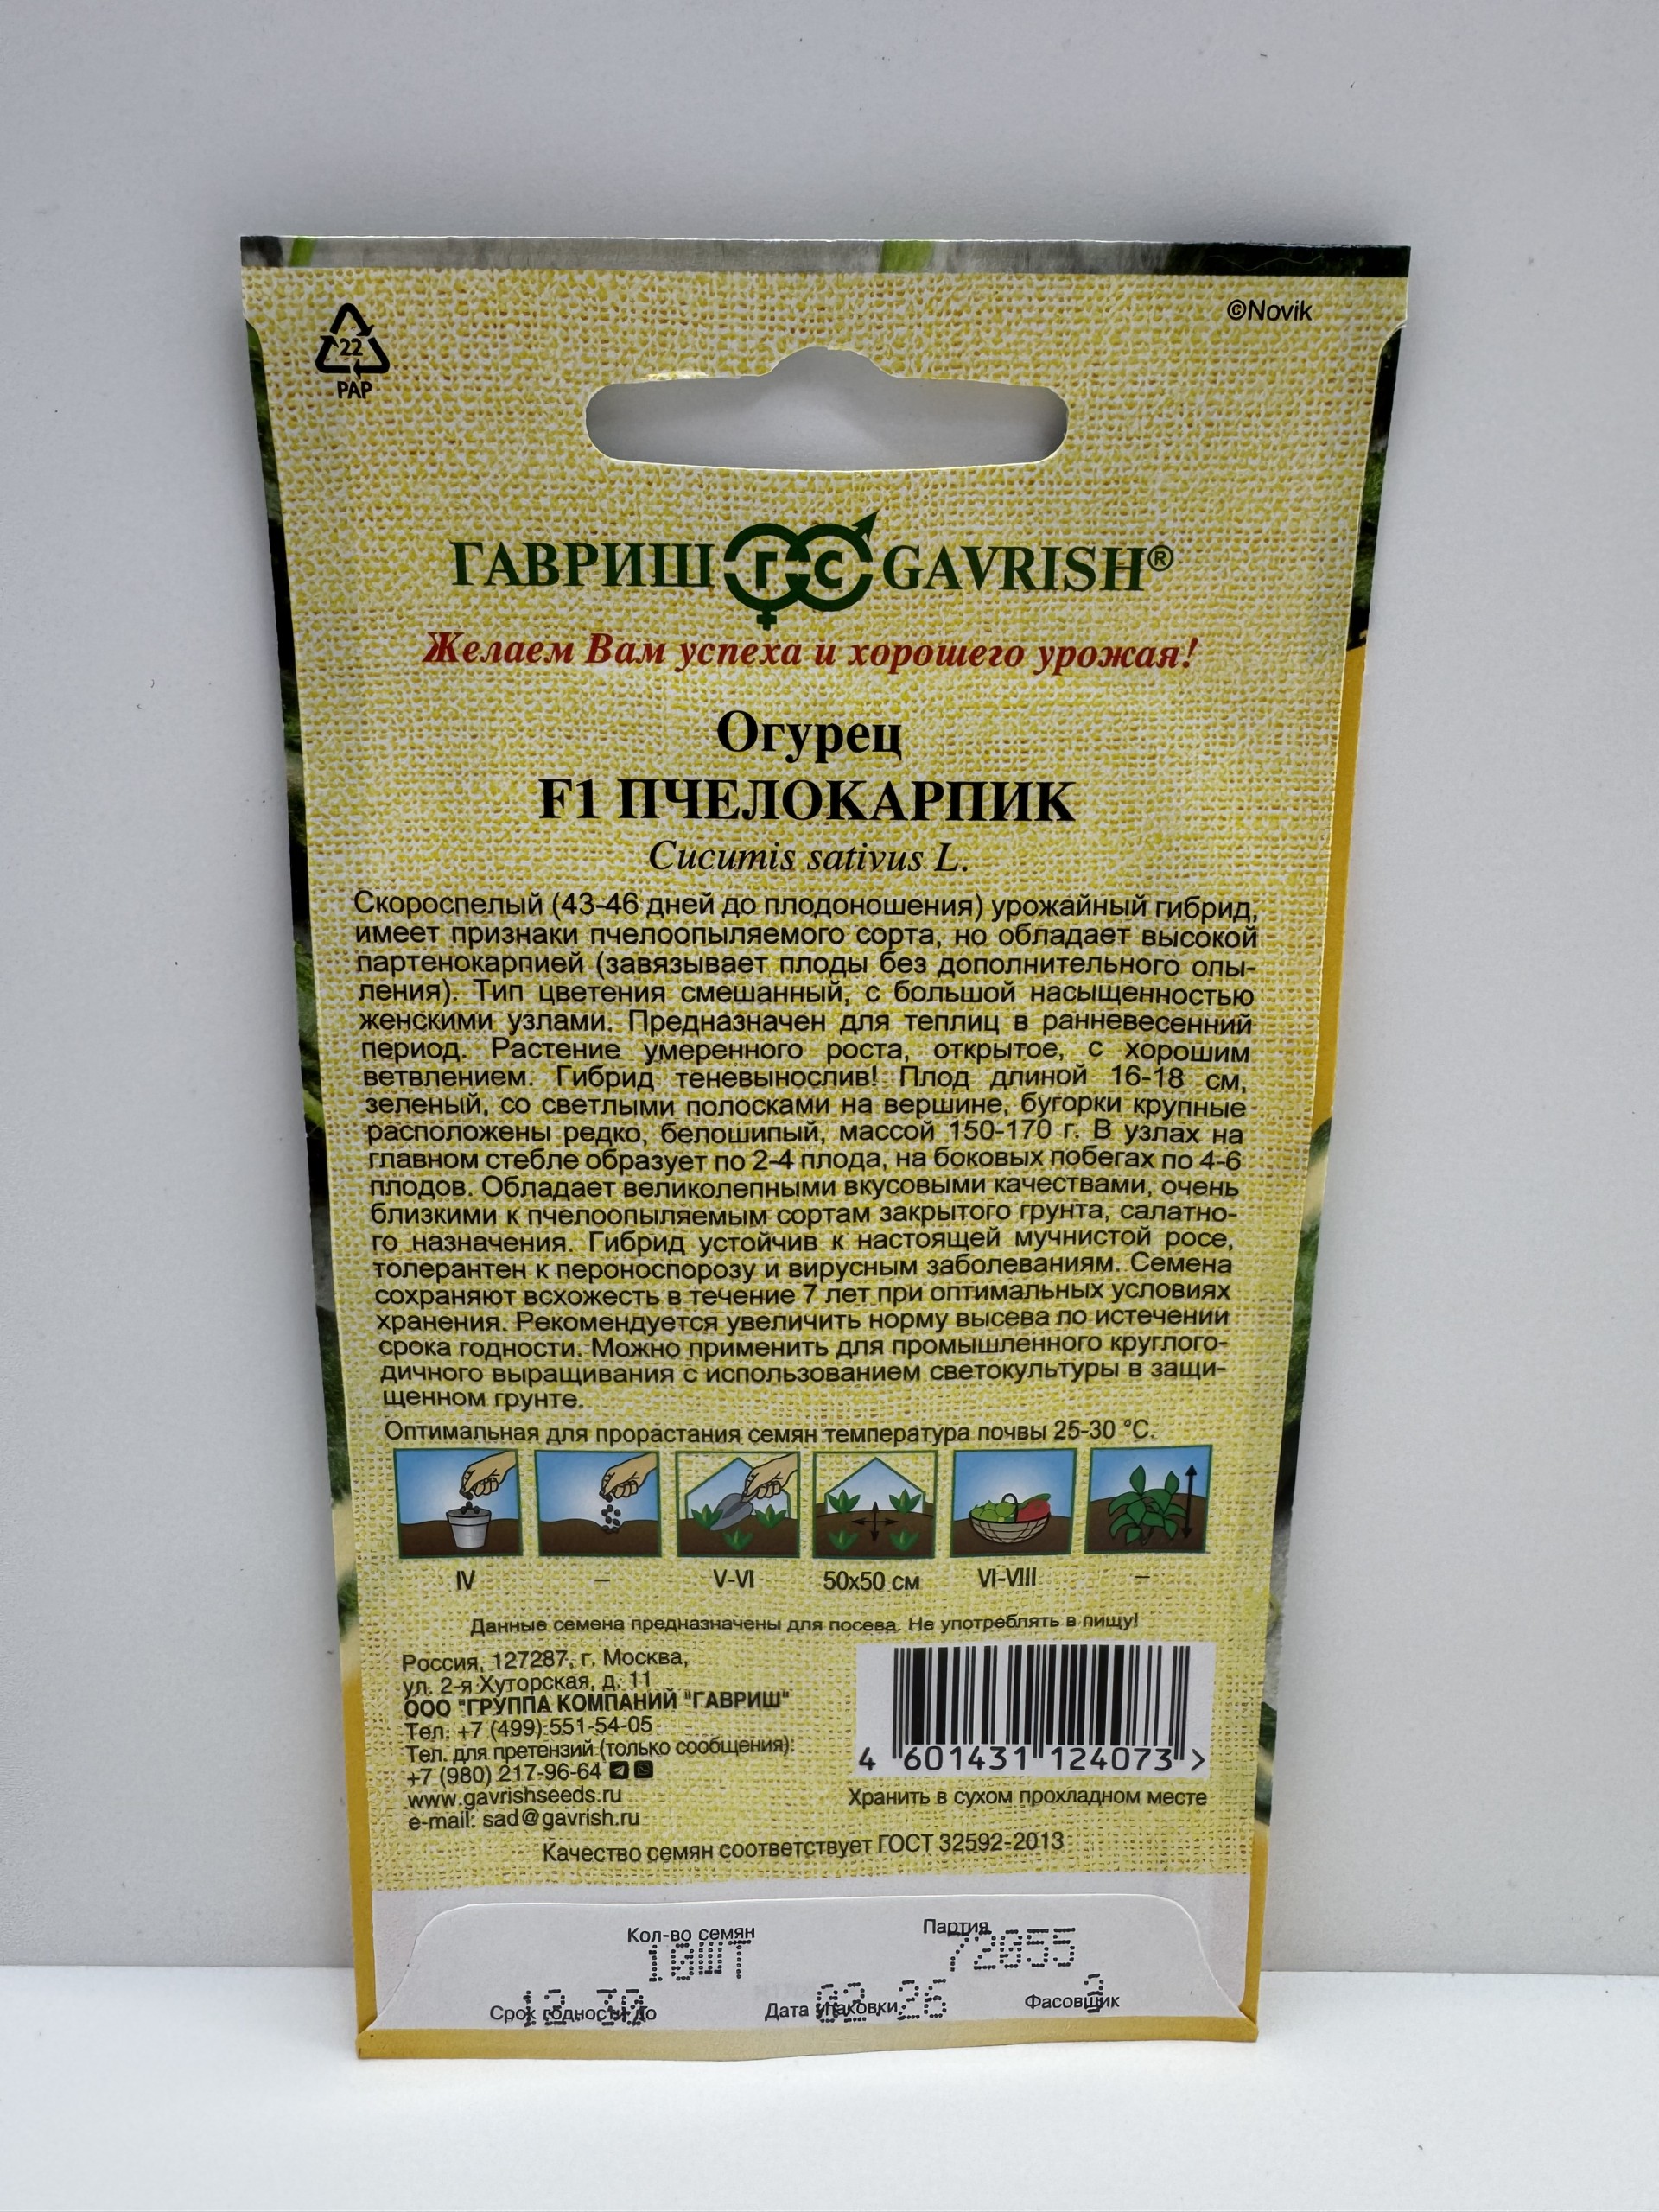 ©Novik
22
PAP
ГАВРИШ ГС GAVRISH®
Желаем Вам успеха и хорошего урожая!
Огурец
F1 ПЧЕЛОКАРПИК
Cucumis sativus L.
Скороспелый (43-46 дней до плодоношения) урожайный гибрид,
имеет признаки пчелоопыляемого сорта, но обладает высокой
партенокарпией (завязывает плоды без дополнительного опы-
ления). Тип цветения смешанный, с большой насыщенностью
женскими узлами. Предназначен для теплиц в ранневесенний
период. Растение умеренного роста, открытое, с хорошим
ветвлением. Гибрид теневынослив! Плод длиной 16-18 см,
зеленый, со светлыми полосками на вершине, бугорки крупные
расположены редко, белошипый, массой 150-170 г. В узлах на
главном стебле образует по 2-4 плода, на боковых побегах по 4-6
плодов. Обладает великолепными вкусовыми качествами, очень
близкими к пчелоопыляемым сортам закрытого грунта, салатно-
го назначения. Гибрид устойчив к настоящей мучнистой росе,
толерантен к пероноспорозу и вирусным заболеваниям. Семена
сохраняют всхожесть в течение 7 лет при оптимальных условиях
хранения. Рекомендуется увеличить норму высева по истечении
срока годности. Можно применить для промышленного круглого-
дичного выращивания с использованием светокультуры в защи-
щенном грунте.
Оптимальная для прорастания семян температура почвы 25-30 °С.
IV – V-VI 50х50 см VI-VIII –
Данные семена предназначены для посева. Не употреблять в пищу!
Россия, 127287, г. Москва,
ул. 2-я Хуторская, д. 11
ООО "ГРУППА КОМПАНИЙ "ГАВРИШ"
Тел. +7 (499) 551-54-05
Тел. для претензий (только сообщения):
+7 (980) 217-96-64
www.gavrishseeds.ru
e-mail: sad@gavrish.ru
4 601431 124073 >
Хранить в сухом прохладном месте
Качество семян соответствует ГОСТ 32592-2013
Кол-во семян Партия
10ШТ 72055
Срок годности до 12.30 Дата упаковки 02 26 Фасовщик